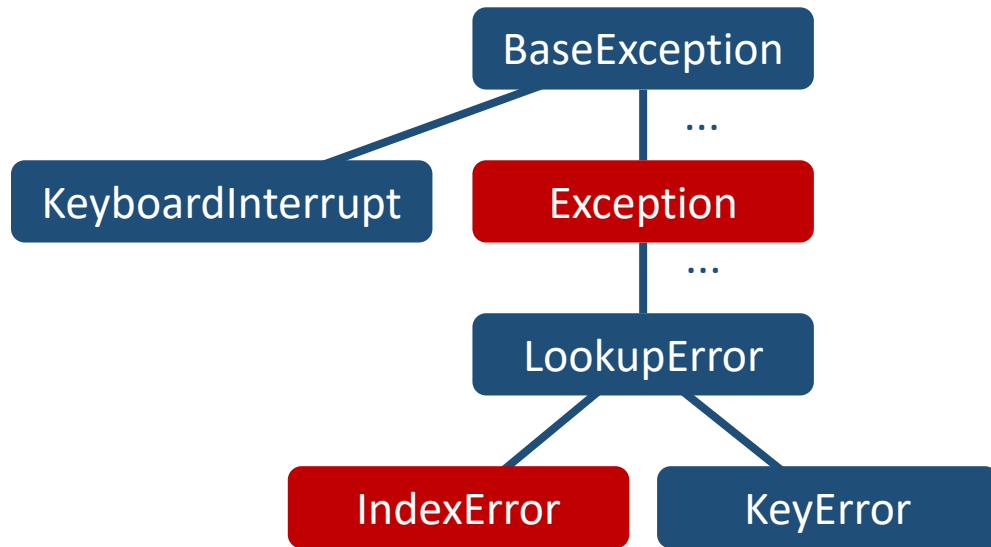 BaseException
...
KeyboardInterrupt
Exception
...
LookupError
IndexError
KeyError